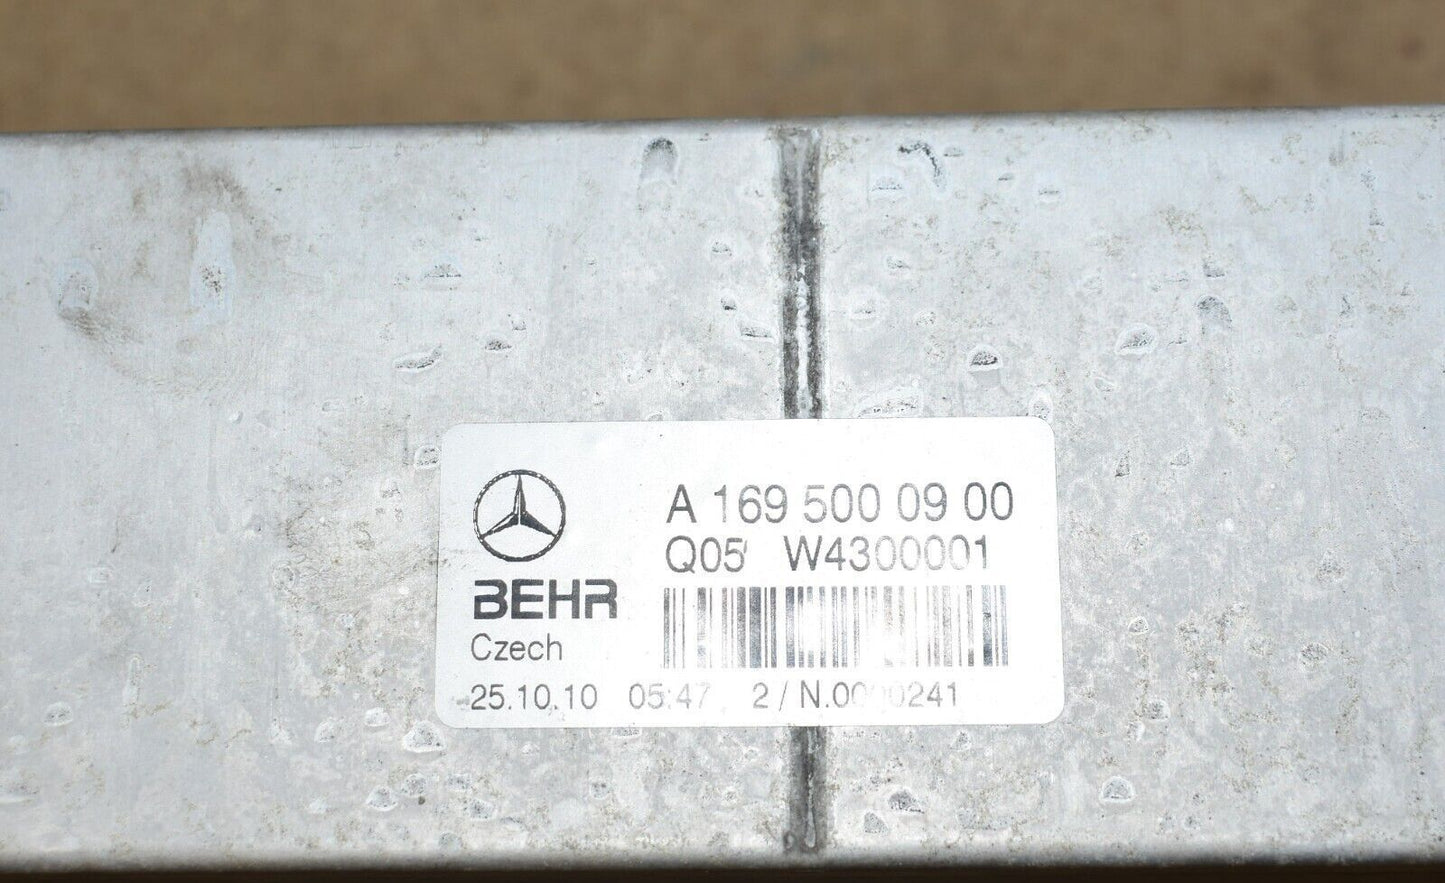 A 169 500 09 00
Q05 W4300001
BEHR
Czech
25.10.10 05:47 2 / N.0000241